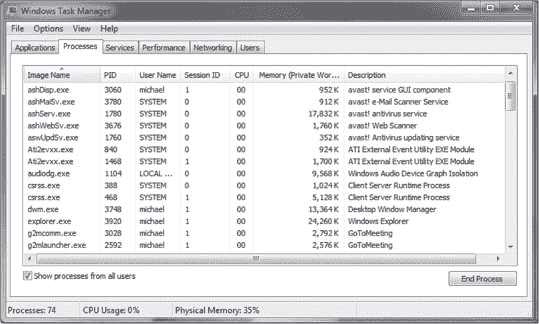 Windows Task Manager
File Options View Help
Applications Processes Services Performance Networking Users
Image Name PID User Name Session ID CPU Memory (Private Wor... Description
ashDisp.exe 3060 michael 1 00 952 K avast! service GUI component
ashMaiSv.exe 3780 SYSTEM 0 00 912 K avast! e-Mail Scanner Service
ashServ.exe 1780 SYSTEM 0 00 17,832 K avast! antivirus service
ashWebSv.exe 3676 SYSTEM 0 00 1,760 K avast! Web Scanner
aswUpdSv.exe 1760 SYSTEM 0 00 352 K avast! Antivirus updating service
Ati2evxx.exe 840 SYSTEM 0 00 924 K ATI External Event Utility EXE Module
Ati2evxx.exe 1468 SYSTEM 1 00 1,700 K ATI External Event Utility EXE Module
audiodg.exe 1104 LOCAL ... 0 00 9,568 K Windows Audio Device Graph Isolation
csrss.exe 388 SYSTEM 0 00 1,024 K Client Server Runtime Process
csrss.exe 468 SYSTEM 1 00 5,128 K Client Server Runtime Process
dwm.exe 3748 michael 1 00 13,364 K Desktop Window Manager
explorer.exe 3920 michael 1 00 24,260 K Windows Explorer
g2mcomm.exe 3028 michael 1 00 2,792 K GoToMeeting
g2mlauncher.exe 2592 michael 1 00 2,576 K GoToMeeting
Show processes from all users
End Process
Processes: 74 CPU Usage: 0% Physical Memory: 35%